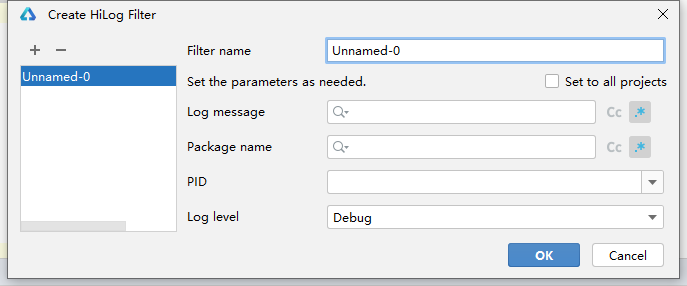 Create HiLog Filter
Filter name
Unnamed-0
Unnamed-0
Set the parameters as needed.
Set to all projects
Log message
Cc
.*
Package name
Cc
.*
PID
Log level
Debug
OK
Cancel